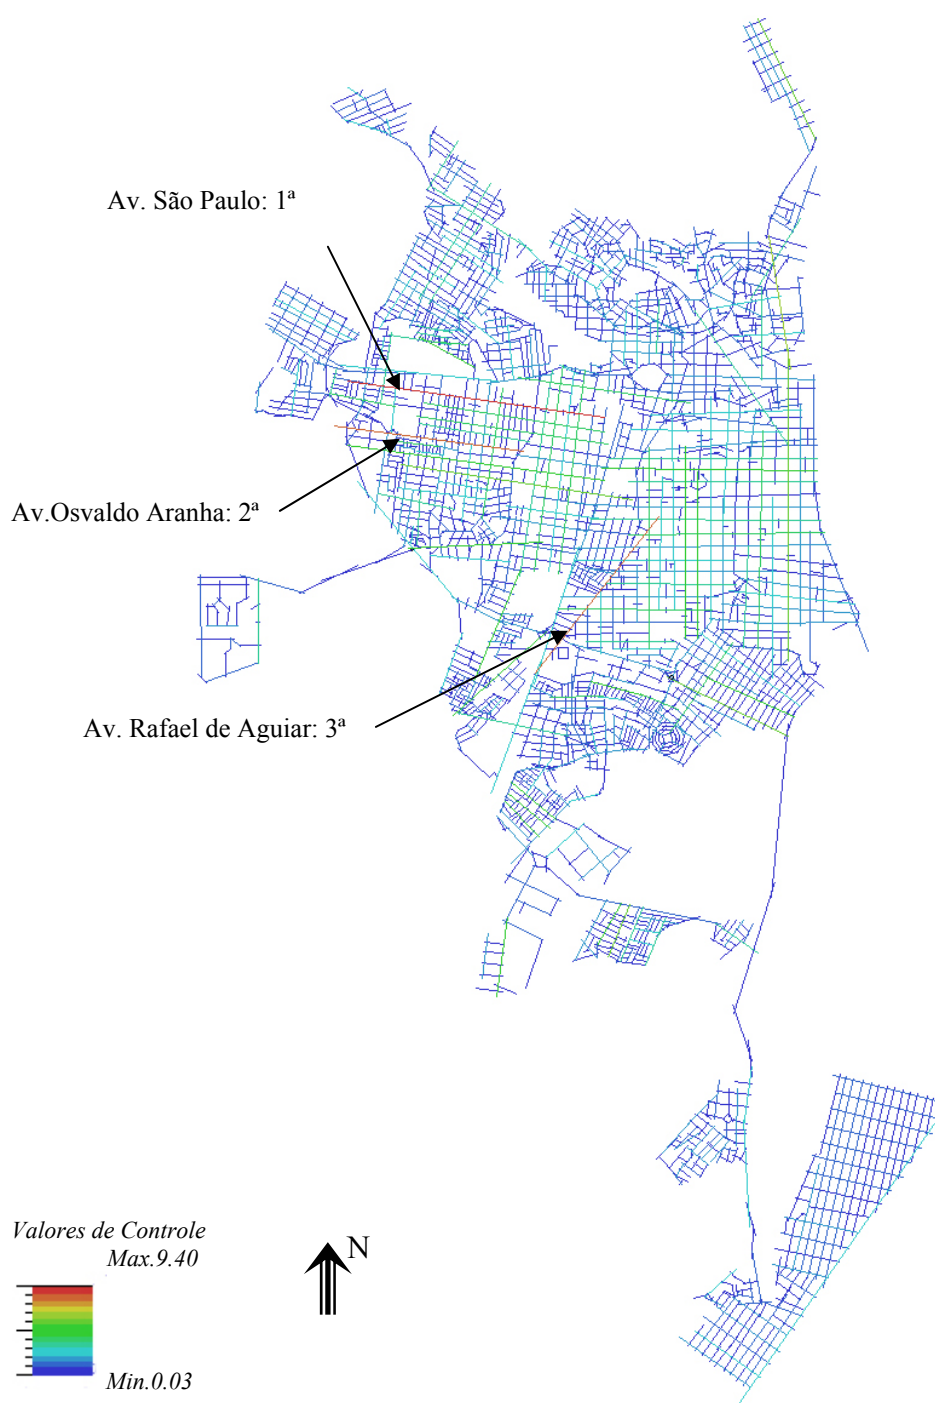 Av. São Paulo: 1ª
Av.Osvaldo Aranha: 2ª
Av. Rafael de Aguiar: 3ª
Valores de Controle
Max.9.40
N
Min.0.03